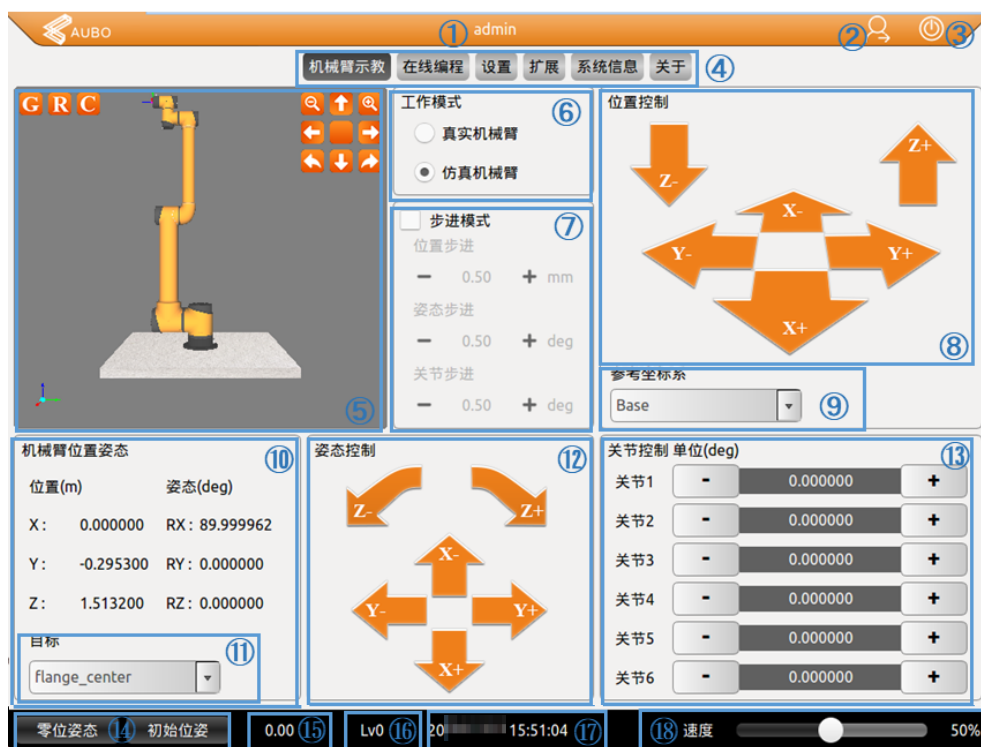 AUBO
① admin
② ③
机械臂示教 在线编程 设置 扩展 系统信息 关于 ④
G R C
⑤
工作模式
⑥
真实机械臂
仿真机械臂
步进模式 ⑦
位置步进
− 0.50 + mm
姿态步进
− 0.50 + deg
关节步进
− 0.50 + deg
位置控制
Z-
Z+
X-
Y-
Y+
X+
⑧
参考坐标系
Base ⑨
机械臂位置姿态 ⑩
位置(m) 姿态(deg)
X: 0.000000 RX: 89.999962
Y: -0.295300 RY: 0.000000
Z: 1.513200 RZ: 0.000000
目标 ⑪
flange_center
姿态控制 ⑫
Z- Z+
X-
Y- Y+
X+
关节控制 单位(deg) ⑬
关节1 - 0.000000 +
关节2 - 0.000000 +
关节3 - 0.000000 +
关节4 - 0.000000 +
关节5 - 0.000000 +
关节6 - 0.000000 +
零位姿态 ⑭ 初始位姿 0.00 ⑮ Lv0 ⑯ 20 15:51:04 ⑰ ⑱ 速度 50%